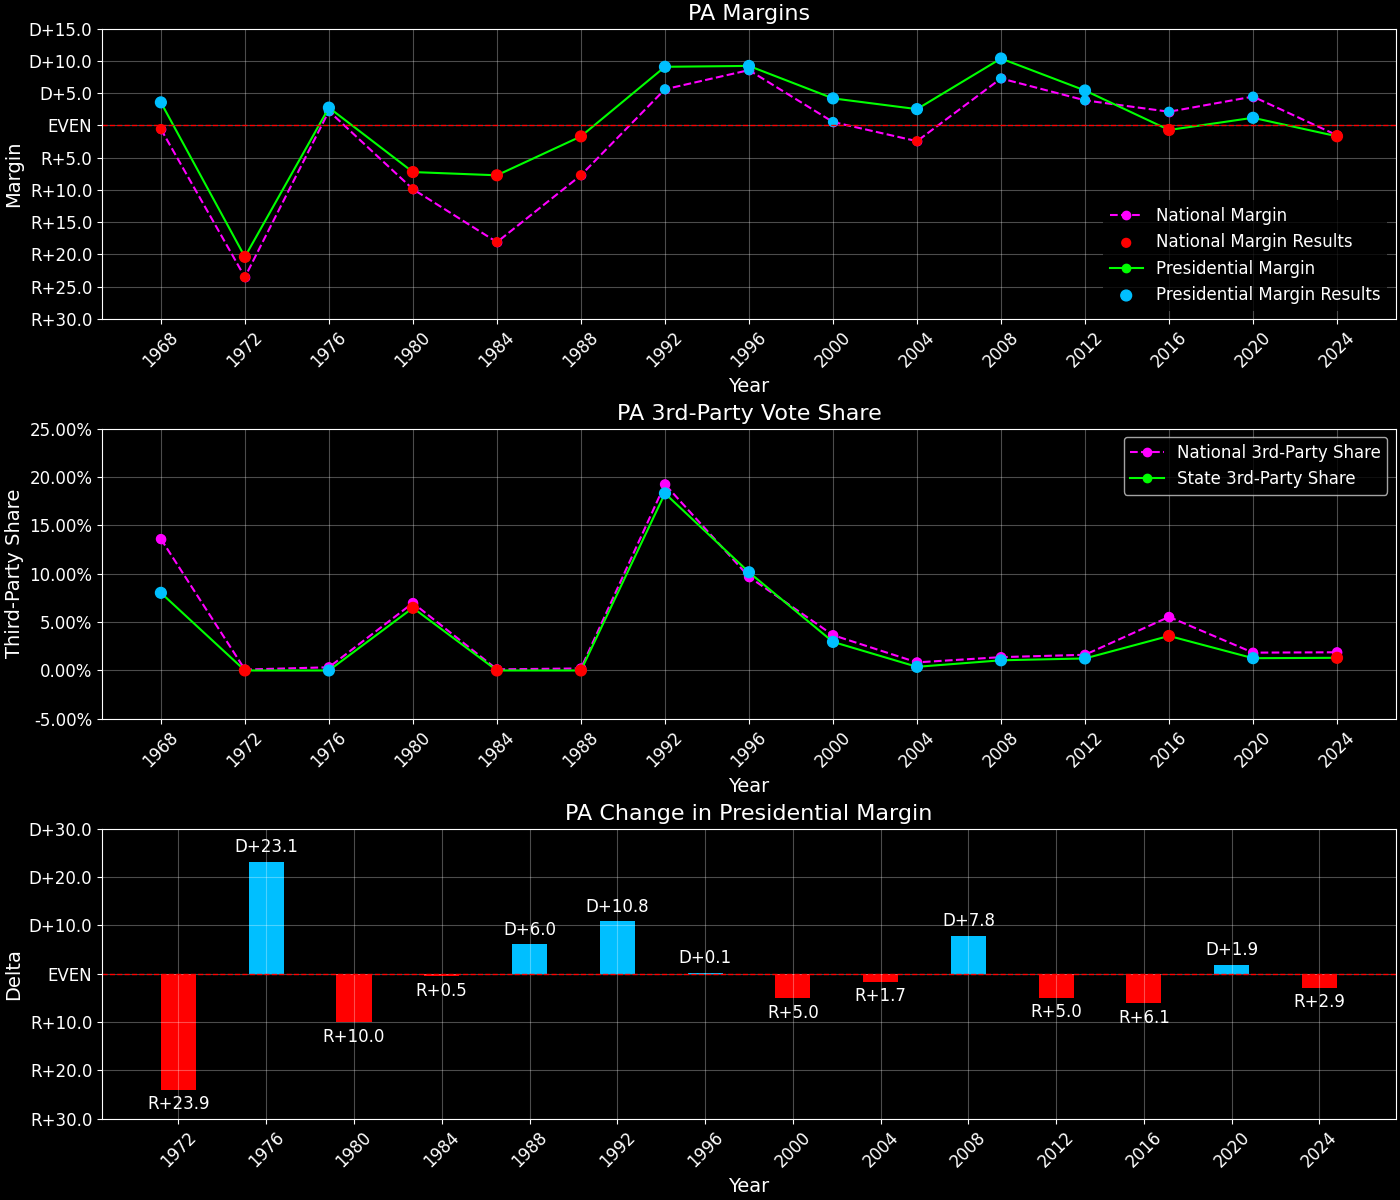 PA Margins
D+15.0
D+10.0
D+5.0
EVEN
R+5.0
R+10.0
R+15.0
R+20.0
R+25.0
R+30.0
Margin
National Margin
National Margin Results
Presidential Margin
Presidential Margin Results
1968 1972 1976 1980 1984 1988 1992 1996 2000 2004 2008 2012 2016 2020 2024
Year
PA 3rd-Party Vote Share
25.00%
20.00%
15.00%
10.00%
5.00%
0.00%
-5.00%
Third-Party Share
National 3rd-Party Share
State 3rd-Party Share
1968 1972 1976 1980 1984 1988 1992 1996 2000 2004 2008 2012 2016 2020 2024
Year
PA Change in Presidential Margin
D+30.0
D+20.0
D+10.0
EVEN
R+10.0
R+20.0
R+30.0
Delta
R+23.9
D+23.1
R+10.0
R+0.5
D+6.0
D+10.8
D+0.1
R+5.0
R+1.7
D+7.8
R+5.0
R+6.1
D+1.9
R+2.9
1972 1976 1980 1984 1988 1992 1996 2000 2004 2008 2012 2016 2020 2024
Year